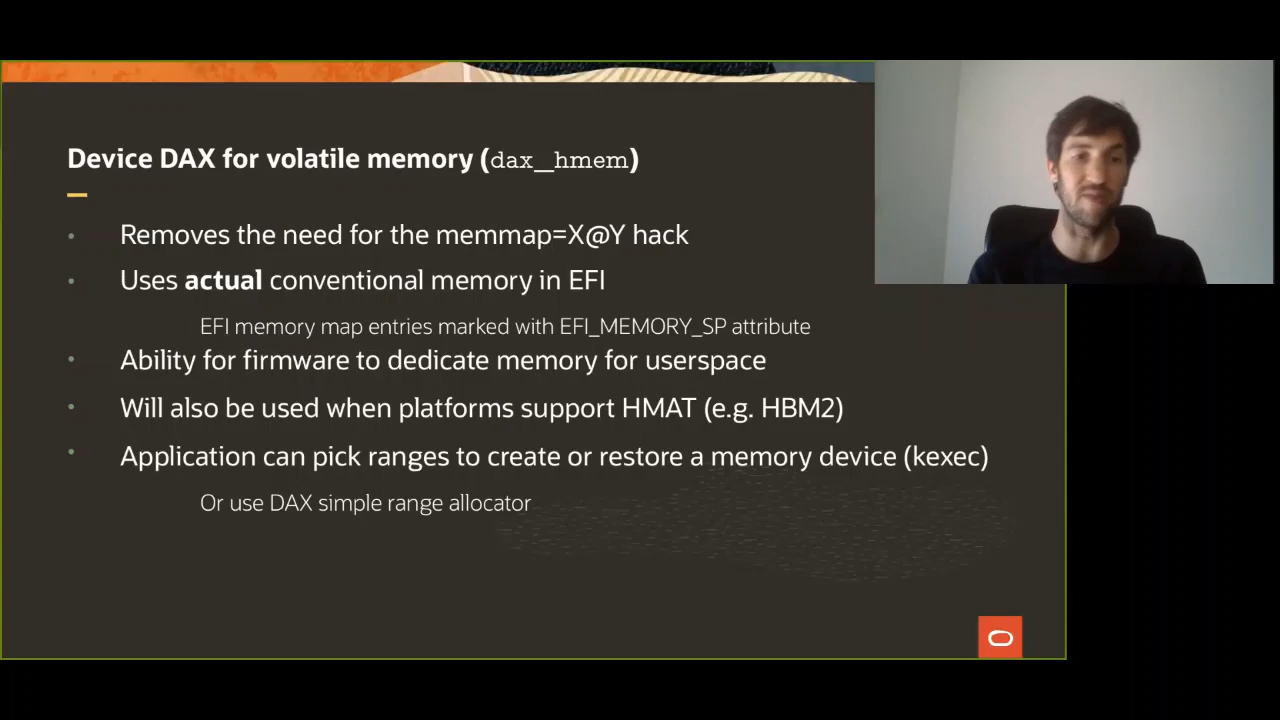 Device DAX for volatile memory (dax_hmem)
Removes the need for the memmap=X@Y hack
Uses actual conventional memory in EFI
EFI memory map entries marked with EFI_MEMORY_SP attribute
Ability for firmware to dedicate memory for userspace
Will also be used when platforms support HMAT (e.g. HBM2)
Application can pick ranges to create or restore a memory device (kexec)
Or use DAX simple range allocator